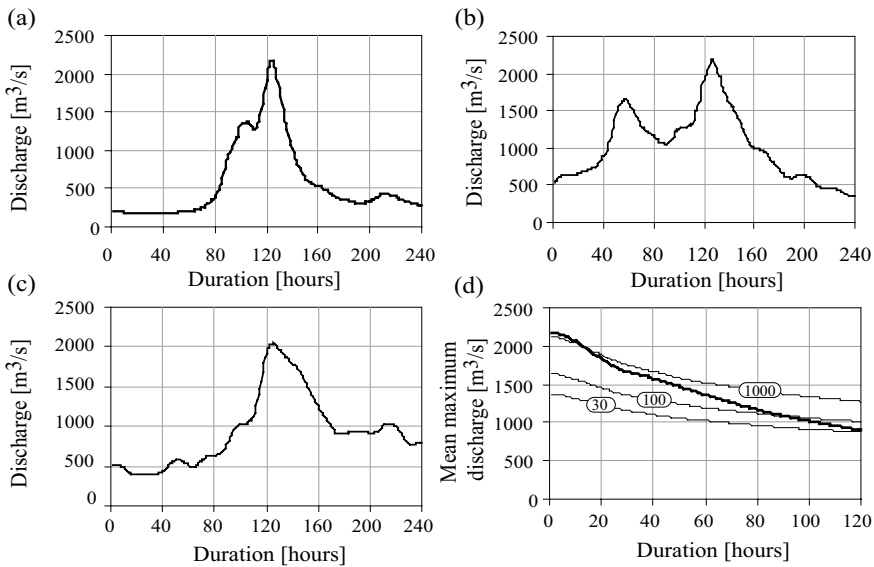 (a)
Discharge [m³/s]
2500
2000
1500
1000
500
0
0 40 80 120 160 200 240
Duration [hours]
(b)
Discharge [m³/s]
2500
2000
1500
1000
500
0
0 40 80 120 160 200 240
Duration [hours]
(c)
Discharge [m³/s]
2500
2000
1500
1000
500
0
0 40 80 120 160 200 240
Duration [hours]
(d)
Mean maximum
discharge [m³/s]
2500
2000
1500
1000
500
0
1000
100
30
0 20 40 60 80 100 120
Duration [hours]